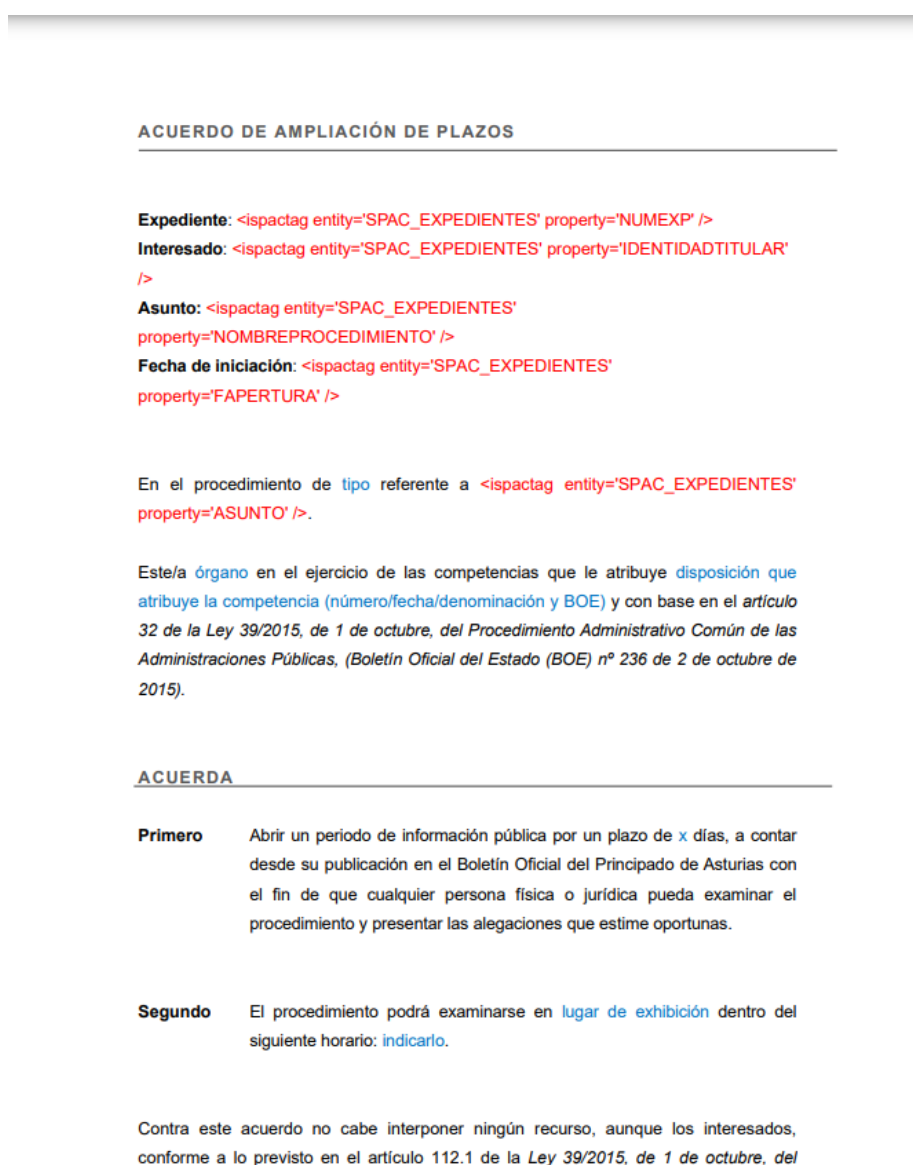 ACUERDO DE AMPLIACIÓN DE PLAZOS
Expediente: <ispactag entity='SPAC_EXPEDIENTES' property='NUMEXP' />
Interesado: <ispactag entity='SPAC_EXPEDIENTES' property='IDENTIDADTITULAR'
/>
Asunto: <ispactag entity='SPAC_EXPEDIENTES'
property='NOMBREPROCEDIMIENTO' />
Fecha de iniciación: <ispactag entity='SPAC_EXPEDIENTES'
property='FAPERTURA' />
En el procedimiento de tipo referente a <ispactag entity='SPAC_EXPEDIENTES'
property='ASUNTO' />.
Este/a órgano en el ejercicio de las competencias que le atribuye disposición que
atribuye la competencia (número/fecha/denominación y BOE) y con base en el artículo
32 de la Ley 39/2015, de 1 de octubre, del Procedimiento Administrativo Común de las
Administraciones Públicas, (Boletín Oficial del Estado (BOE) nº 236 de 2 de octubre de
2015).
ACUERDA
Primero Abrir un periodo de información pública por un plazo de x días, a contar
desde su publicación en el Boletín Oficial del Principado de Asturias con
el fin de que cualquier persona física o jurídica pueda examinar el
procedimiento y presentar las alegaciones que estime oportunas.
Segundo El procedimiento podrá examinarse en lugar de exhibición dentro del
siguiente horario: indicarlo.
Contra este acuerdo no cabe interponer ningún recurso, aunque los interesados,
conforme a lo previsto en el artículo 112.1 de la Ley 39/2015, de 1 de octubre, del